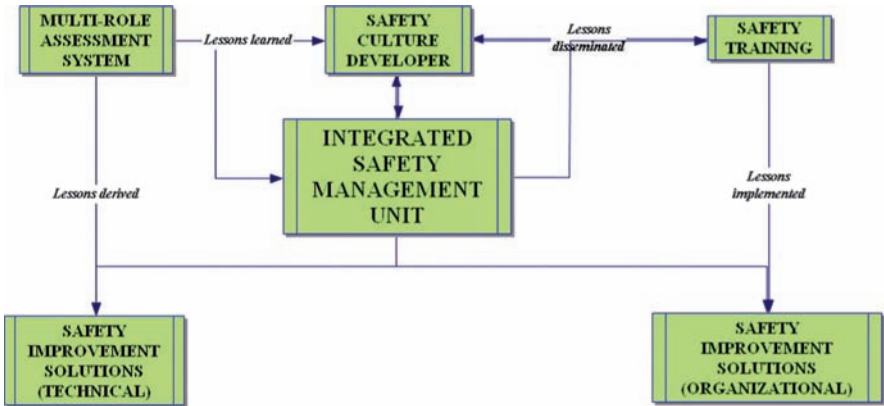 MULTI-ROLE
ASSESSMENT
SYSTEM
Lessons learned
SAFETY
CULTURE
DEVELOPER
Lessons
disseminated
SAFETY
TRAINING
INTEGRATED
SAFETY
MANAGEMENT
UNIT
Lessons derived
Lessons
implemented
SAFETY
IMPROVEMENT
SOLUTIONS
(TECHNICAL)
SAFETY
IMPROVEMENT
SOLUTIONS
(ORGANIZATIONAL)